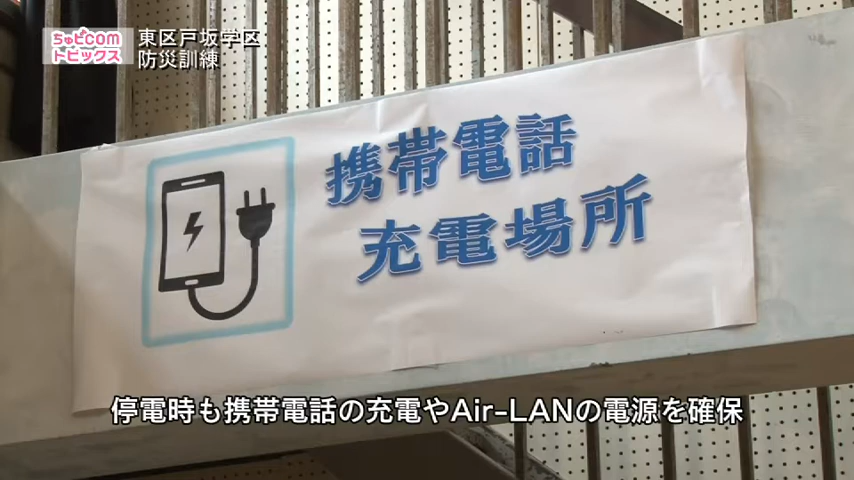 ちゅピCOM
トピックス
東区戸坂学区
防災訓練
携帯電話
充電場所
停電時も携帯電話の充電やAir-LANの電源を確保